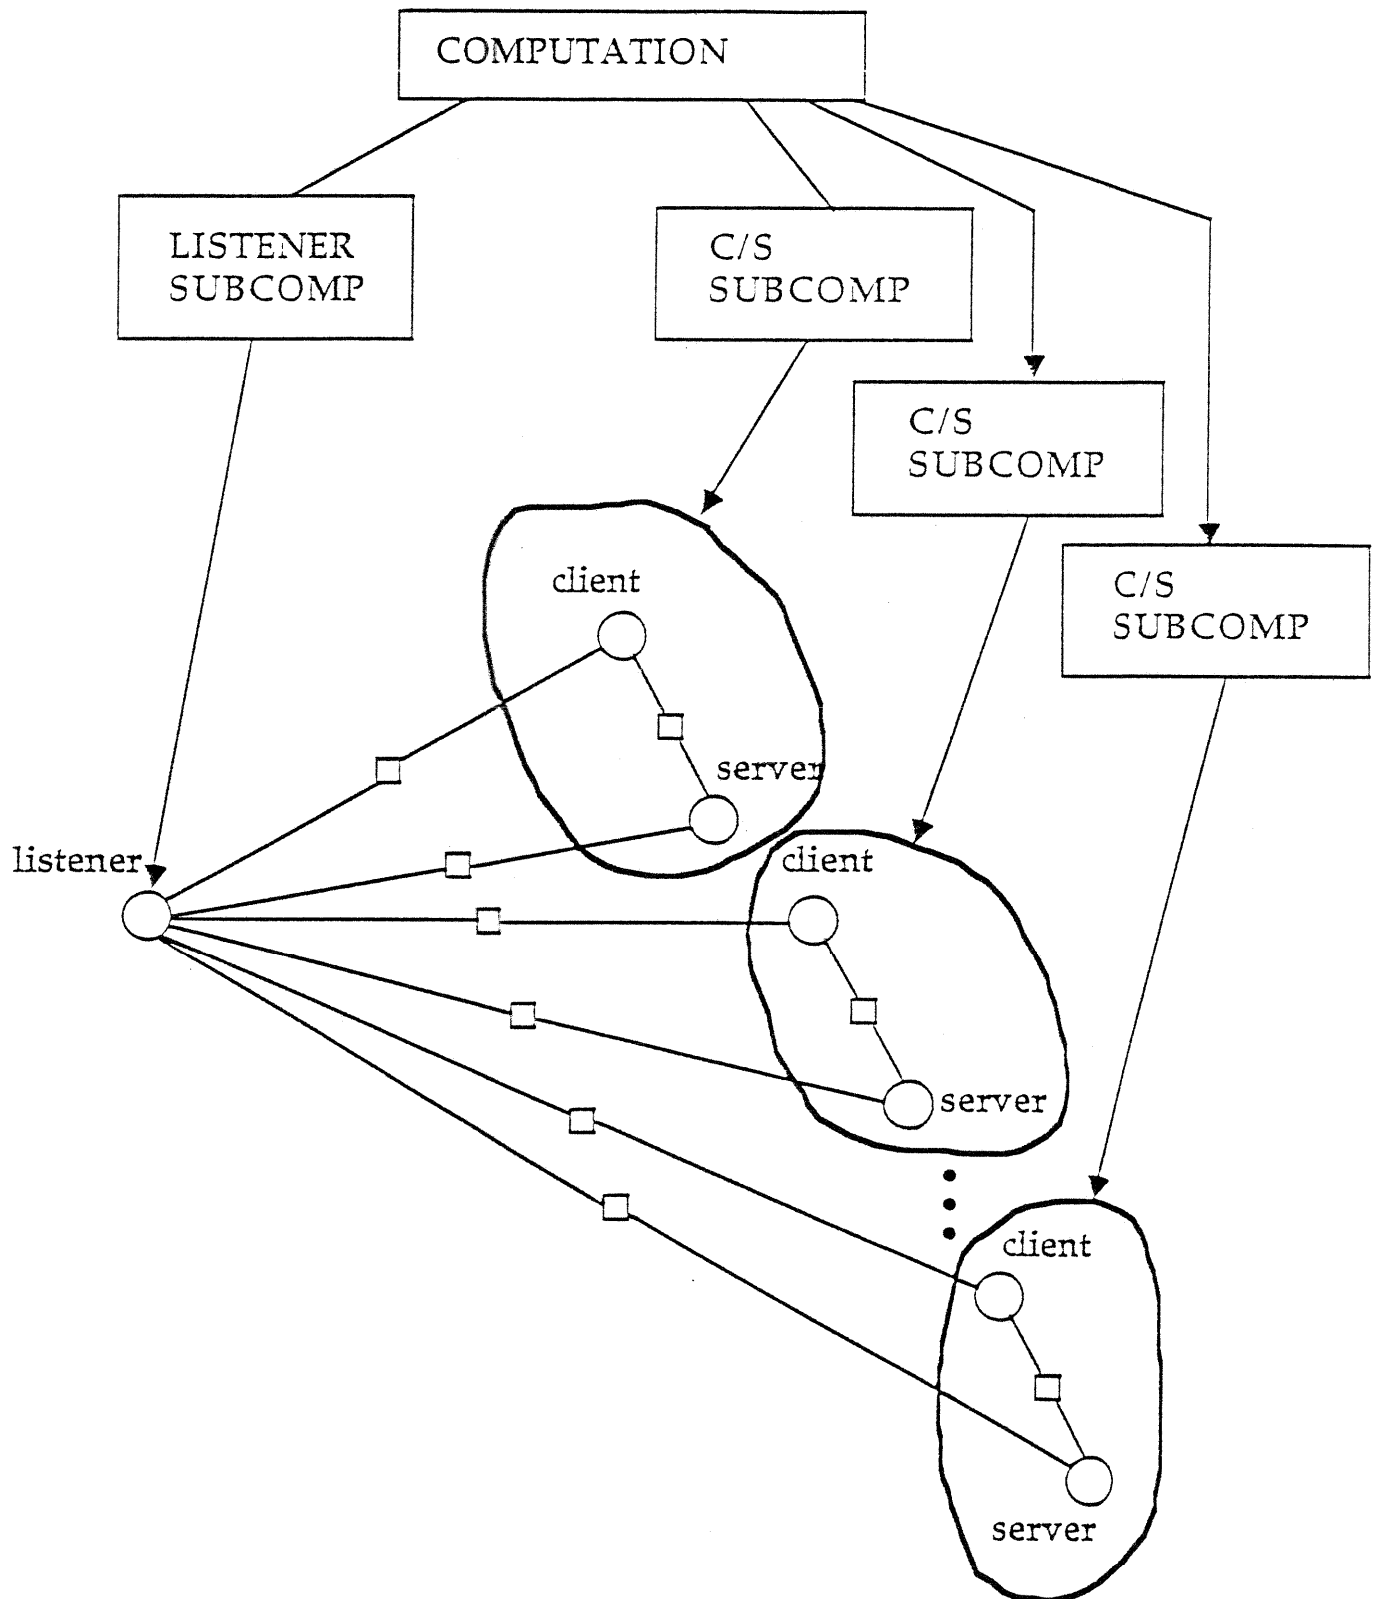 COMPUTATION
LISTENER
SUBCOMP
C/S
SUBCOMP
C/S
SUBCOMP
C/S
SUBCOMP
client
server
listener
client
server
client
server